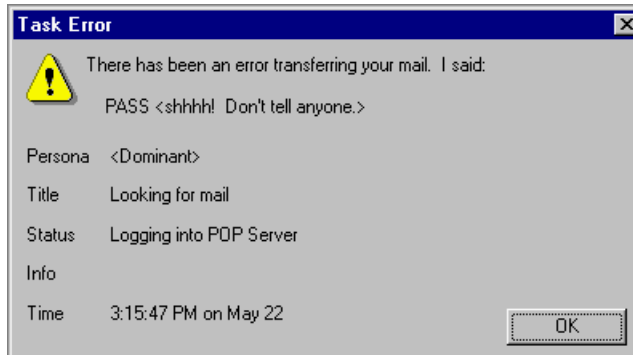 Task Error
There has been an error transferring your mail.  I said:
PASS <shhhh!  Don't tell anyone.>
Persona <Dominant>
Title Looking for mail
Status Logging into POP Server
Info
Time 3:15:47 PM on May 22
OK